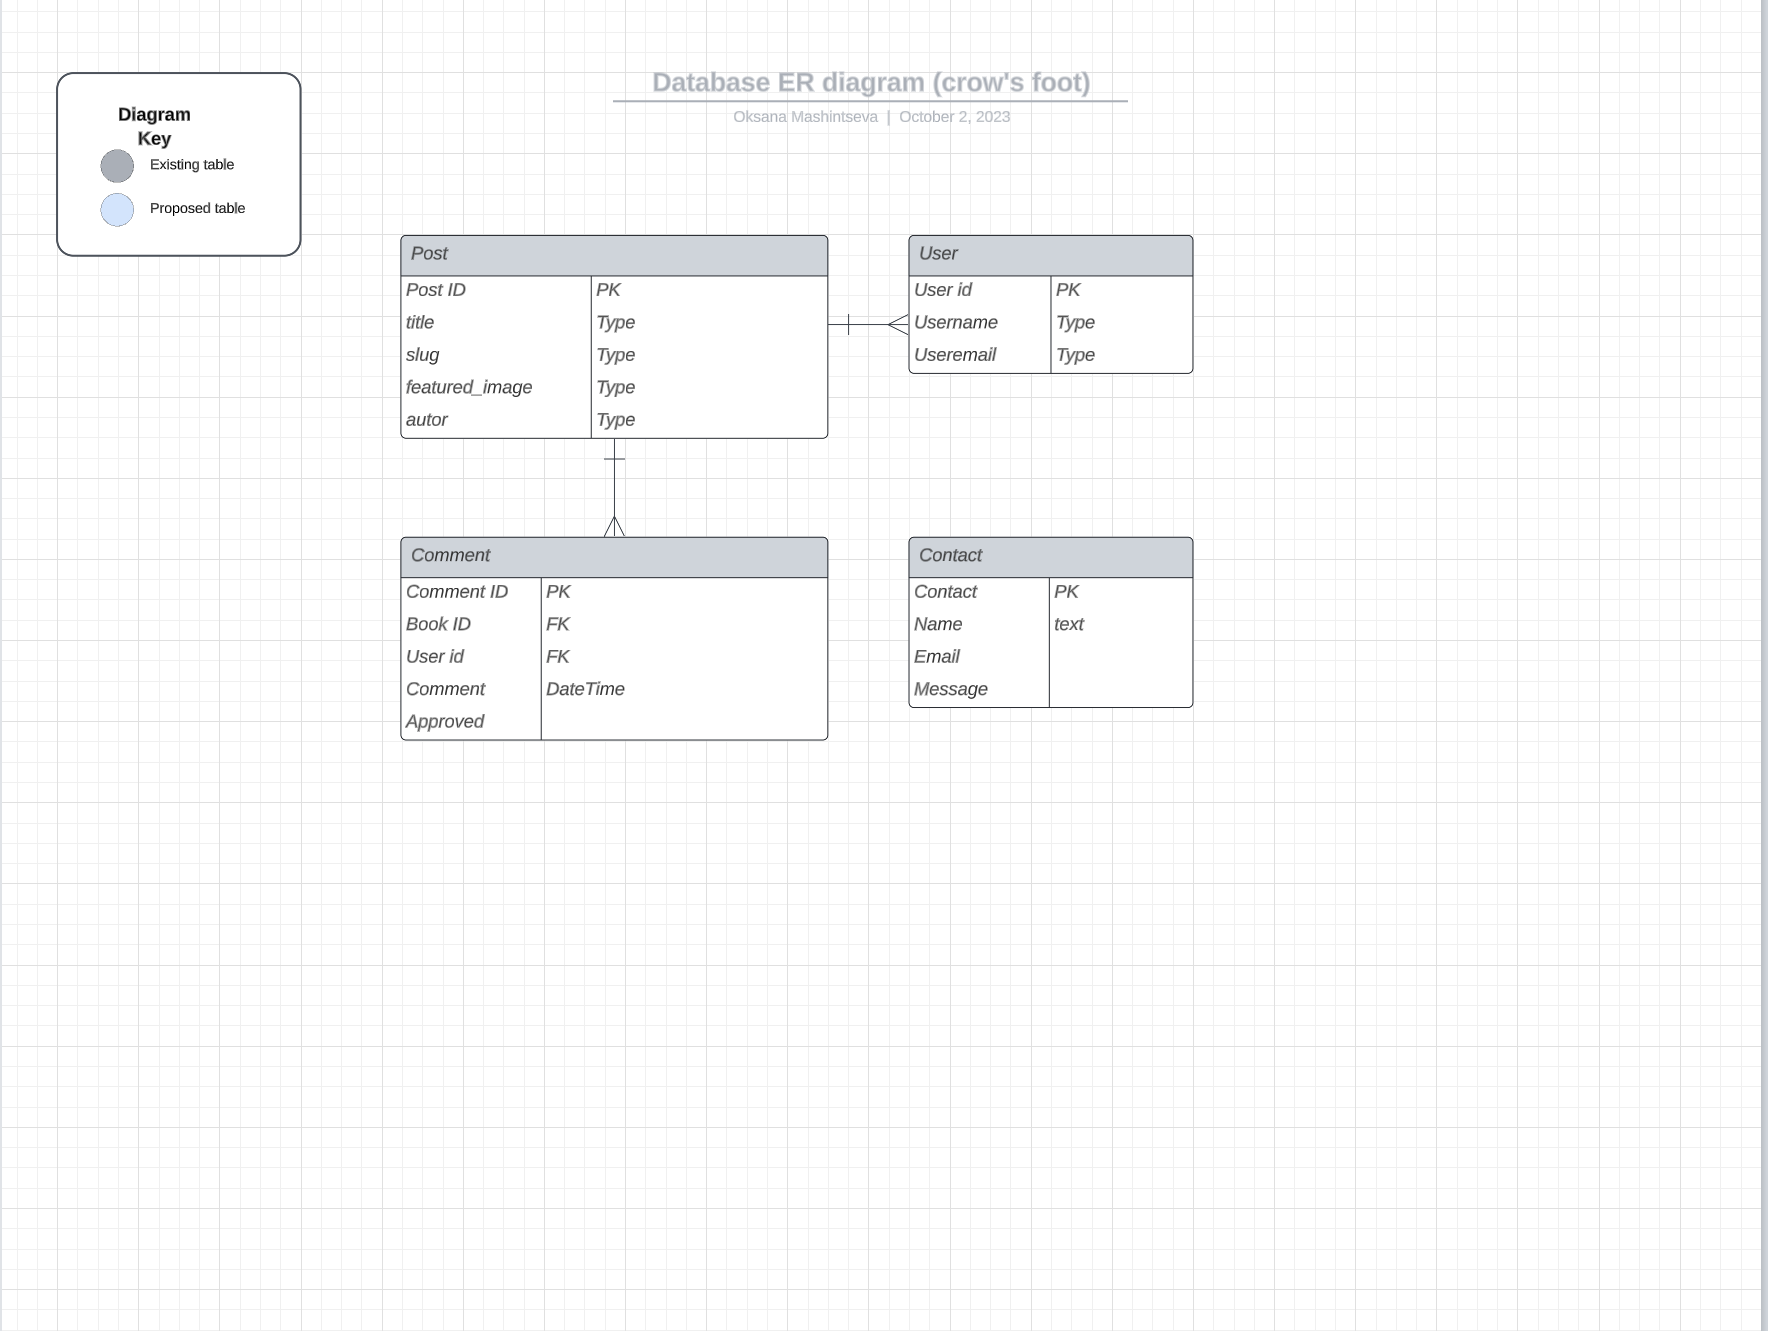 Database ER diagram (crow's foot)
Oksana Mashintseva | October 2, 2023
Diagram
Key
Existing table
Proposed table
Post
Post ID PK
title Type
slug Type
featured_image Type
autor Type
User
User id PK
Username Type
Useremail Type
Comment
Comment ID PK
Book ID FK
User id FK
Comment DateTime
Approved
Contact
Contact PK
Name text
Email
Message